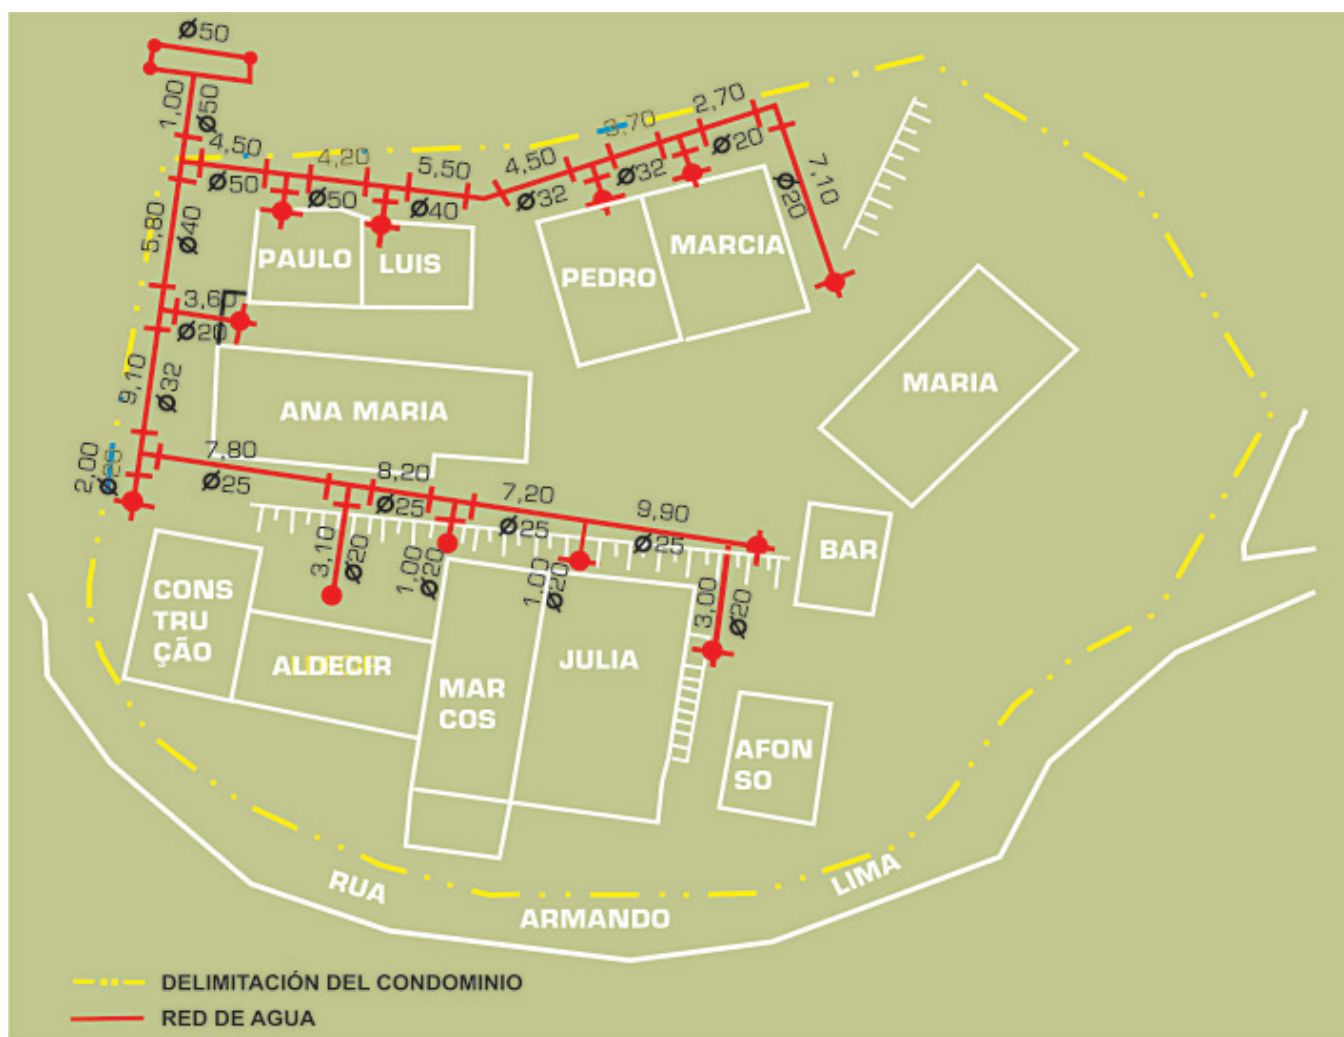 Ø50
1,00
Ø50
4,50
Ø50
4,20
Ø50
5,50
Ø40
4,50
Ø32
3,70
Ø32
2,70
Ø20
7,10
Ø20
5,80
Ø40
PAULO
LUIS
PEDRO
MARCIA
3,60
Ø20
9,10
Ø32
ANA MARIA
MARIA
2,00
Ø20
7,80
Ø25
8,20
Ø25
7,20
Ø25
9,90
Ø25
BAR
3,10
Ø20
1,00
Ø20
1,00
Ø20
3,00
Ø20
CONS
TRU
ÇÃO
ALDECIR
MAR
COS
JULIA
AFON
SO
RUA
ARMANDO
LIMA
DELIMITACIÓN DEL CONDOMINIO
RED DE AGUA